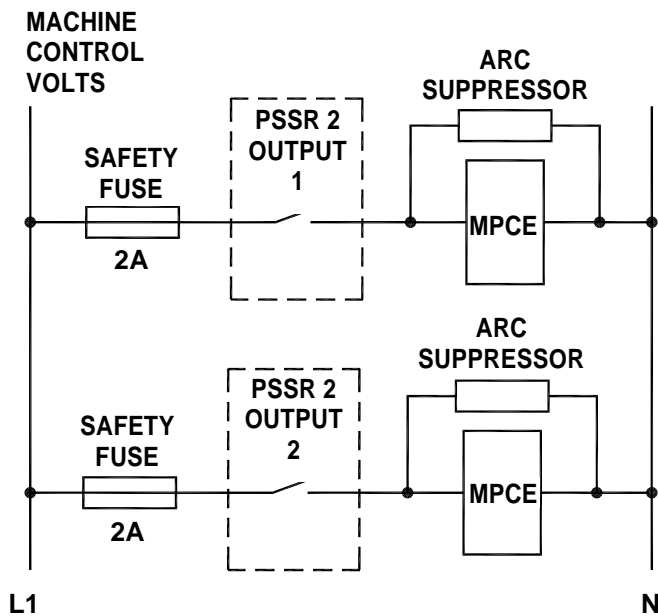 MACHINE
CONTROL
VOLTS
ARC
SUPPRESSOR
PSSR 2
OUTPUT
1
SAFETY
FUSE
MPCE
2A
ARC
SUPPRESSOR
PSSR 2
OUTPUT
2
SAFETY
FUSE
MPCE
2A
L1
N